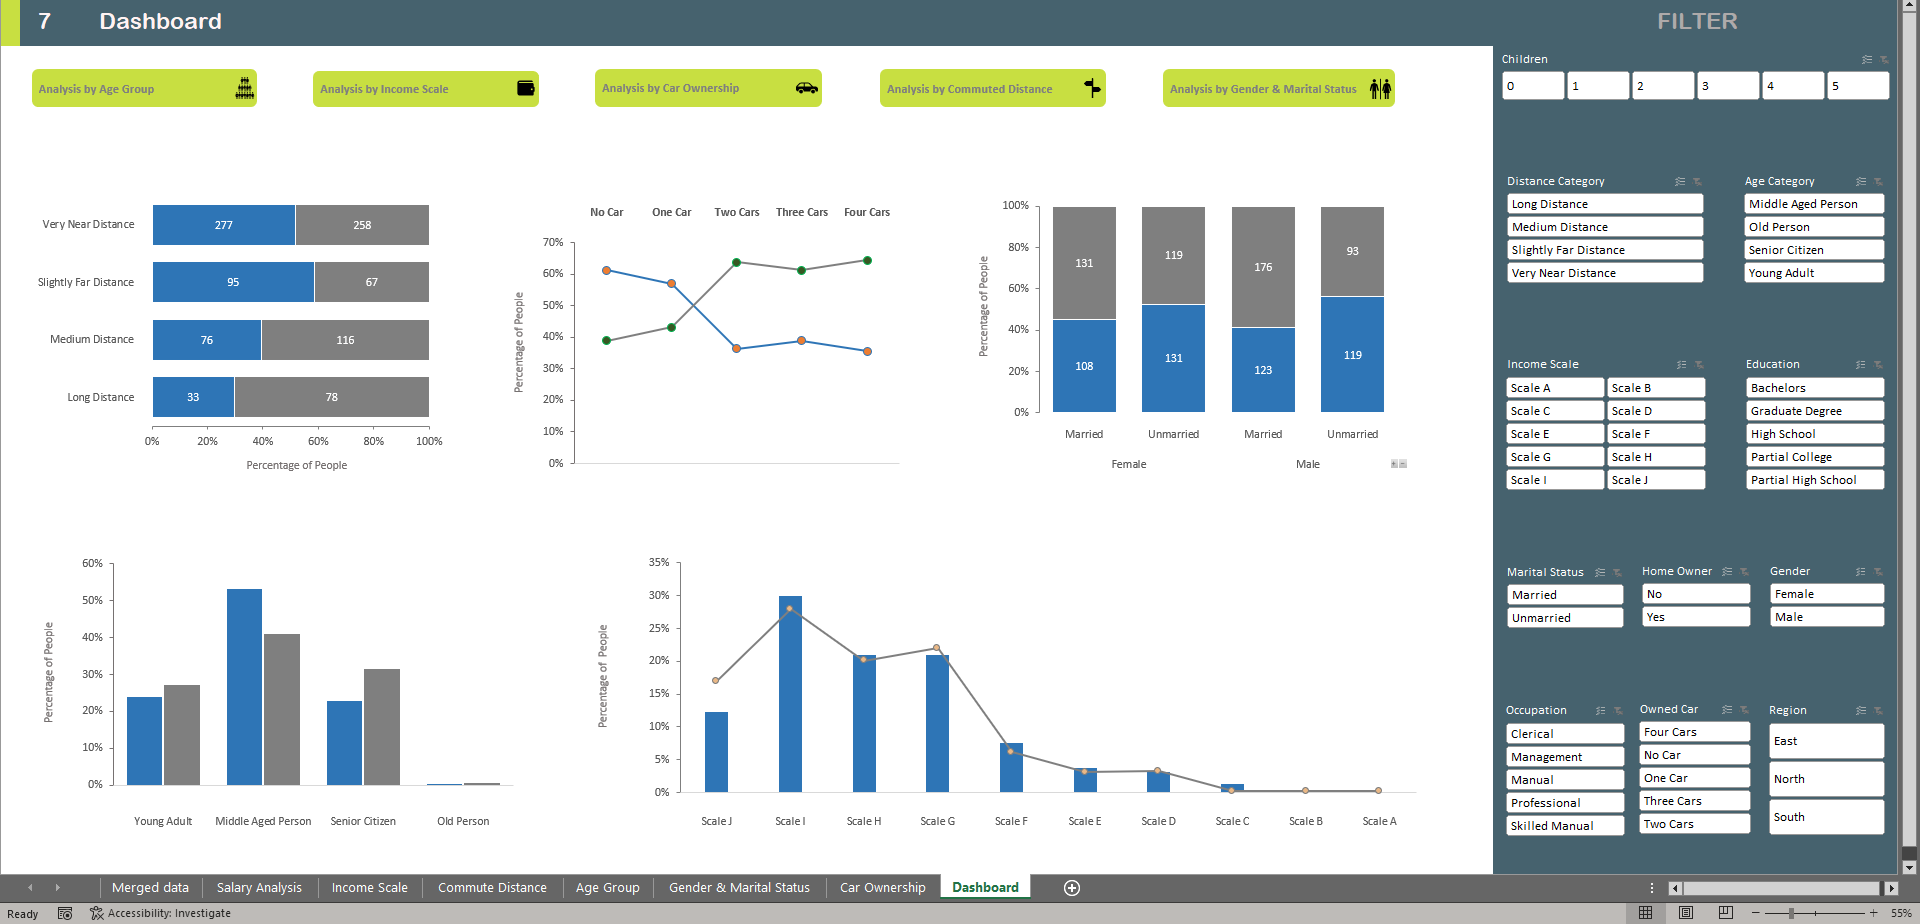 7 Dashboard FILTER
Analysis by Age Group
Analysis by Income Scale
Analysis by Car Ownership
Analysis by Commuted Distance
Analysis by Gender & Marital Status
Very Near Distance 277 258
Slightly Far Distance 95 67
Medium Distance 76 116
Long Distance 33 78
0% 20% 40% 60% 80% 100%
Percentage of People
No Car One Car Two Cars Three Cars Four Cars
70%
60%
50%
40%
30%
20%
10%
0%
Percentage of People
100%
80%
60%
40%
20%
0%
Percentage of People
131 119 176 93
108 131 123 119
Married Unmarried Married Unmarried
Female Male
60%
50%
40%
30%
20%
10%
0%
Percentage of People
Young Adult Middle Aged Person Senior Citizen Old Person
35%
30%
25%
20%
15%
10%
5%
0%
Percentage of People
Scale J Scale I Scale H Scale G Scale F Scale E Scale D Scale C Scale B Scale A
Children
0 1 2 3 4 5
Distance Category
Long Distance
Medium Distance
Slightly Far Distance
Very Near Distance
Age Category
Middle Aged Person
Old Person
Senior Citizen
Young Adult
Income Scale
Scale A Scale B
Scale C Scale D
Scale E Scale F
Scale G Scale H
Scale I Scale J
Education
Bachelors
Graduate Degree
High School
Partial College
Partial High School
Marital Status
Married
Unmarried
Home Owner
No
Yes
Gender
Female
Male
Occupation
Clerical
Management
Manual
Professional
Skilled Manual
Owned Car
Four Cars
No Car
One Car
Three Cars
Two Cars
Region
East
North
South
Merged data Salary Analysis Income Scale Commute Distance Age Group Gender & Marital Status Car Ownership Dashboard
Ready Accessibility: Investigate 55%